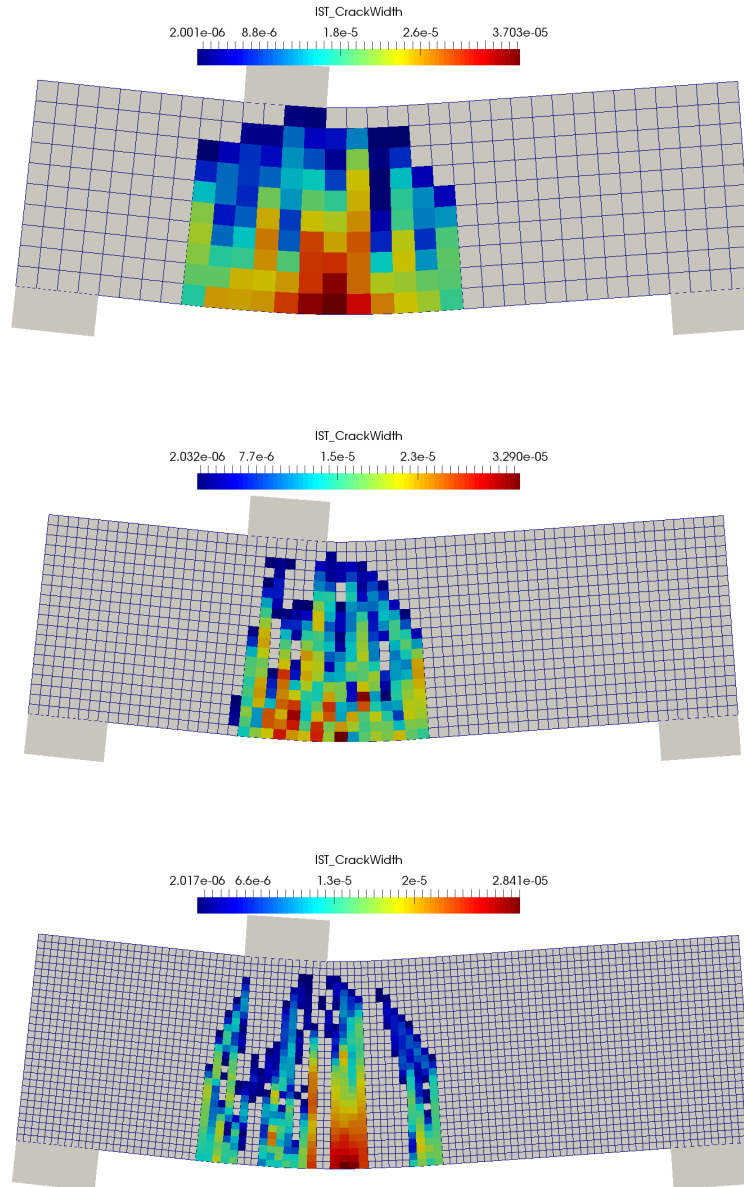 IST_CrackWidth
2.001e-06 8.8e-6 1.8e-5 2.6e-5 3.703e-05
IST_CrackWidth
2.032e-06 7.7e-6 1.5e-5 2.3e-5 3.290e-05
IST_CrackWidth
2.017e-06 6.6e-6 1.3e-5 2e-5 2.841e-05